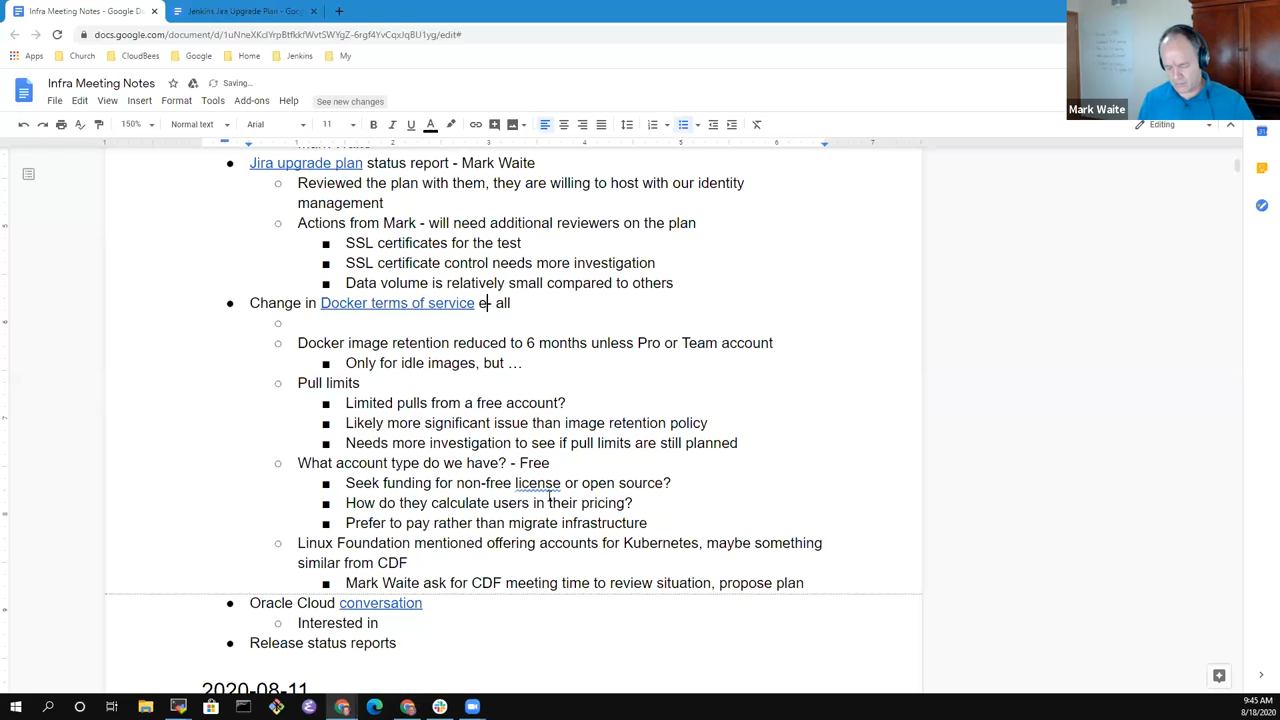 Infra Meeting Notes - Google D
Jenkins Jira Upgrade Plan - Goo
docs.google.com/document/d/1uNneXKclYrpBtfkkfWvtSWYgZ-6rgf4YvCqxJqBU1yg/edit#
Apps Church CloudBees Google Home Jenkins My
Infra Meeting Notes Saving...
File Edit View Insert Format Tools Add-ons Help See new changes
150% Normal text Arial 11 Editing
Mark Waite
1 1 2 3 4 5 6 7
Jira upgrade plan status report - Mark Waite
Reviewed the plan with them, they are willing to host with our identity
management
Actions from Mark - will need additional reviewers on the plan
SSL certificates for the test
SSL certificate control needs more investigation
Data volume is relatively small compared to others
Change in Docker terms of service e- all
Docker image retention reduced to 6 months unless Pro or Team account
Only for idle images, but …
Pull limits
Limited pulls from a free account?
Likely more significant issue than image retention policy
Needs more investigation to see if pull limits are still planned
What account type do we have? - Free
Seek funding for non-free license or open source?
How do they calculate users in their pricing?
Prefer to pay rather than migrate infrastructure
Linux Foundation mentioned offering accounts for Kubernetes, maybe something
similar from CDF
Mark Waite ask for CDF meeting time to review situation, propose plan
Oracle Cloud conversation
Interested in
Release status reports
2020-08-11
9:45 AM
8/18/2020